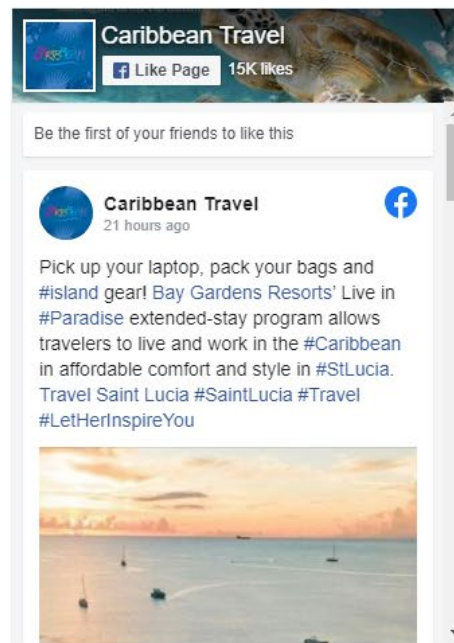 Caribbean Travel
Like Page
15K likes
Be the first of your friends to like this
Caribbean Travel
21 hours ago
Pick up your laptop, pack your bags and
#island gear! Bay Gardens Resorts' Live in
#Paradise extended-stay program allows
travelers to live and work in the #Caribbean
in affordable comfort and style in #StLucia.
Travel Saint Lucia #SaintLucia #Travel
#LetHerInspireYou